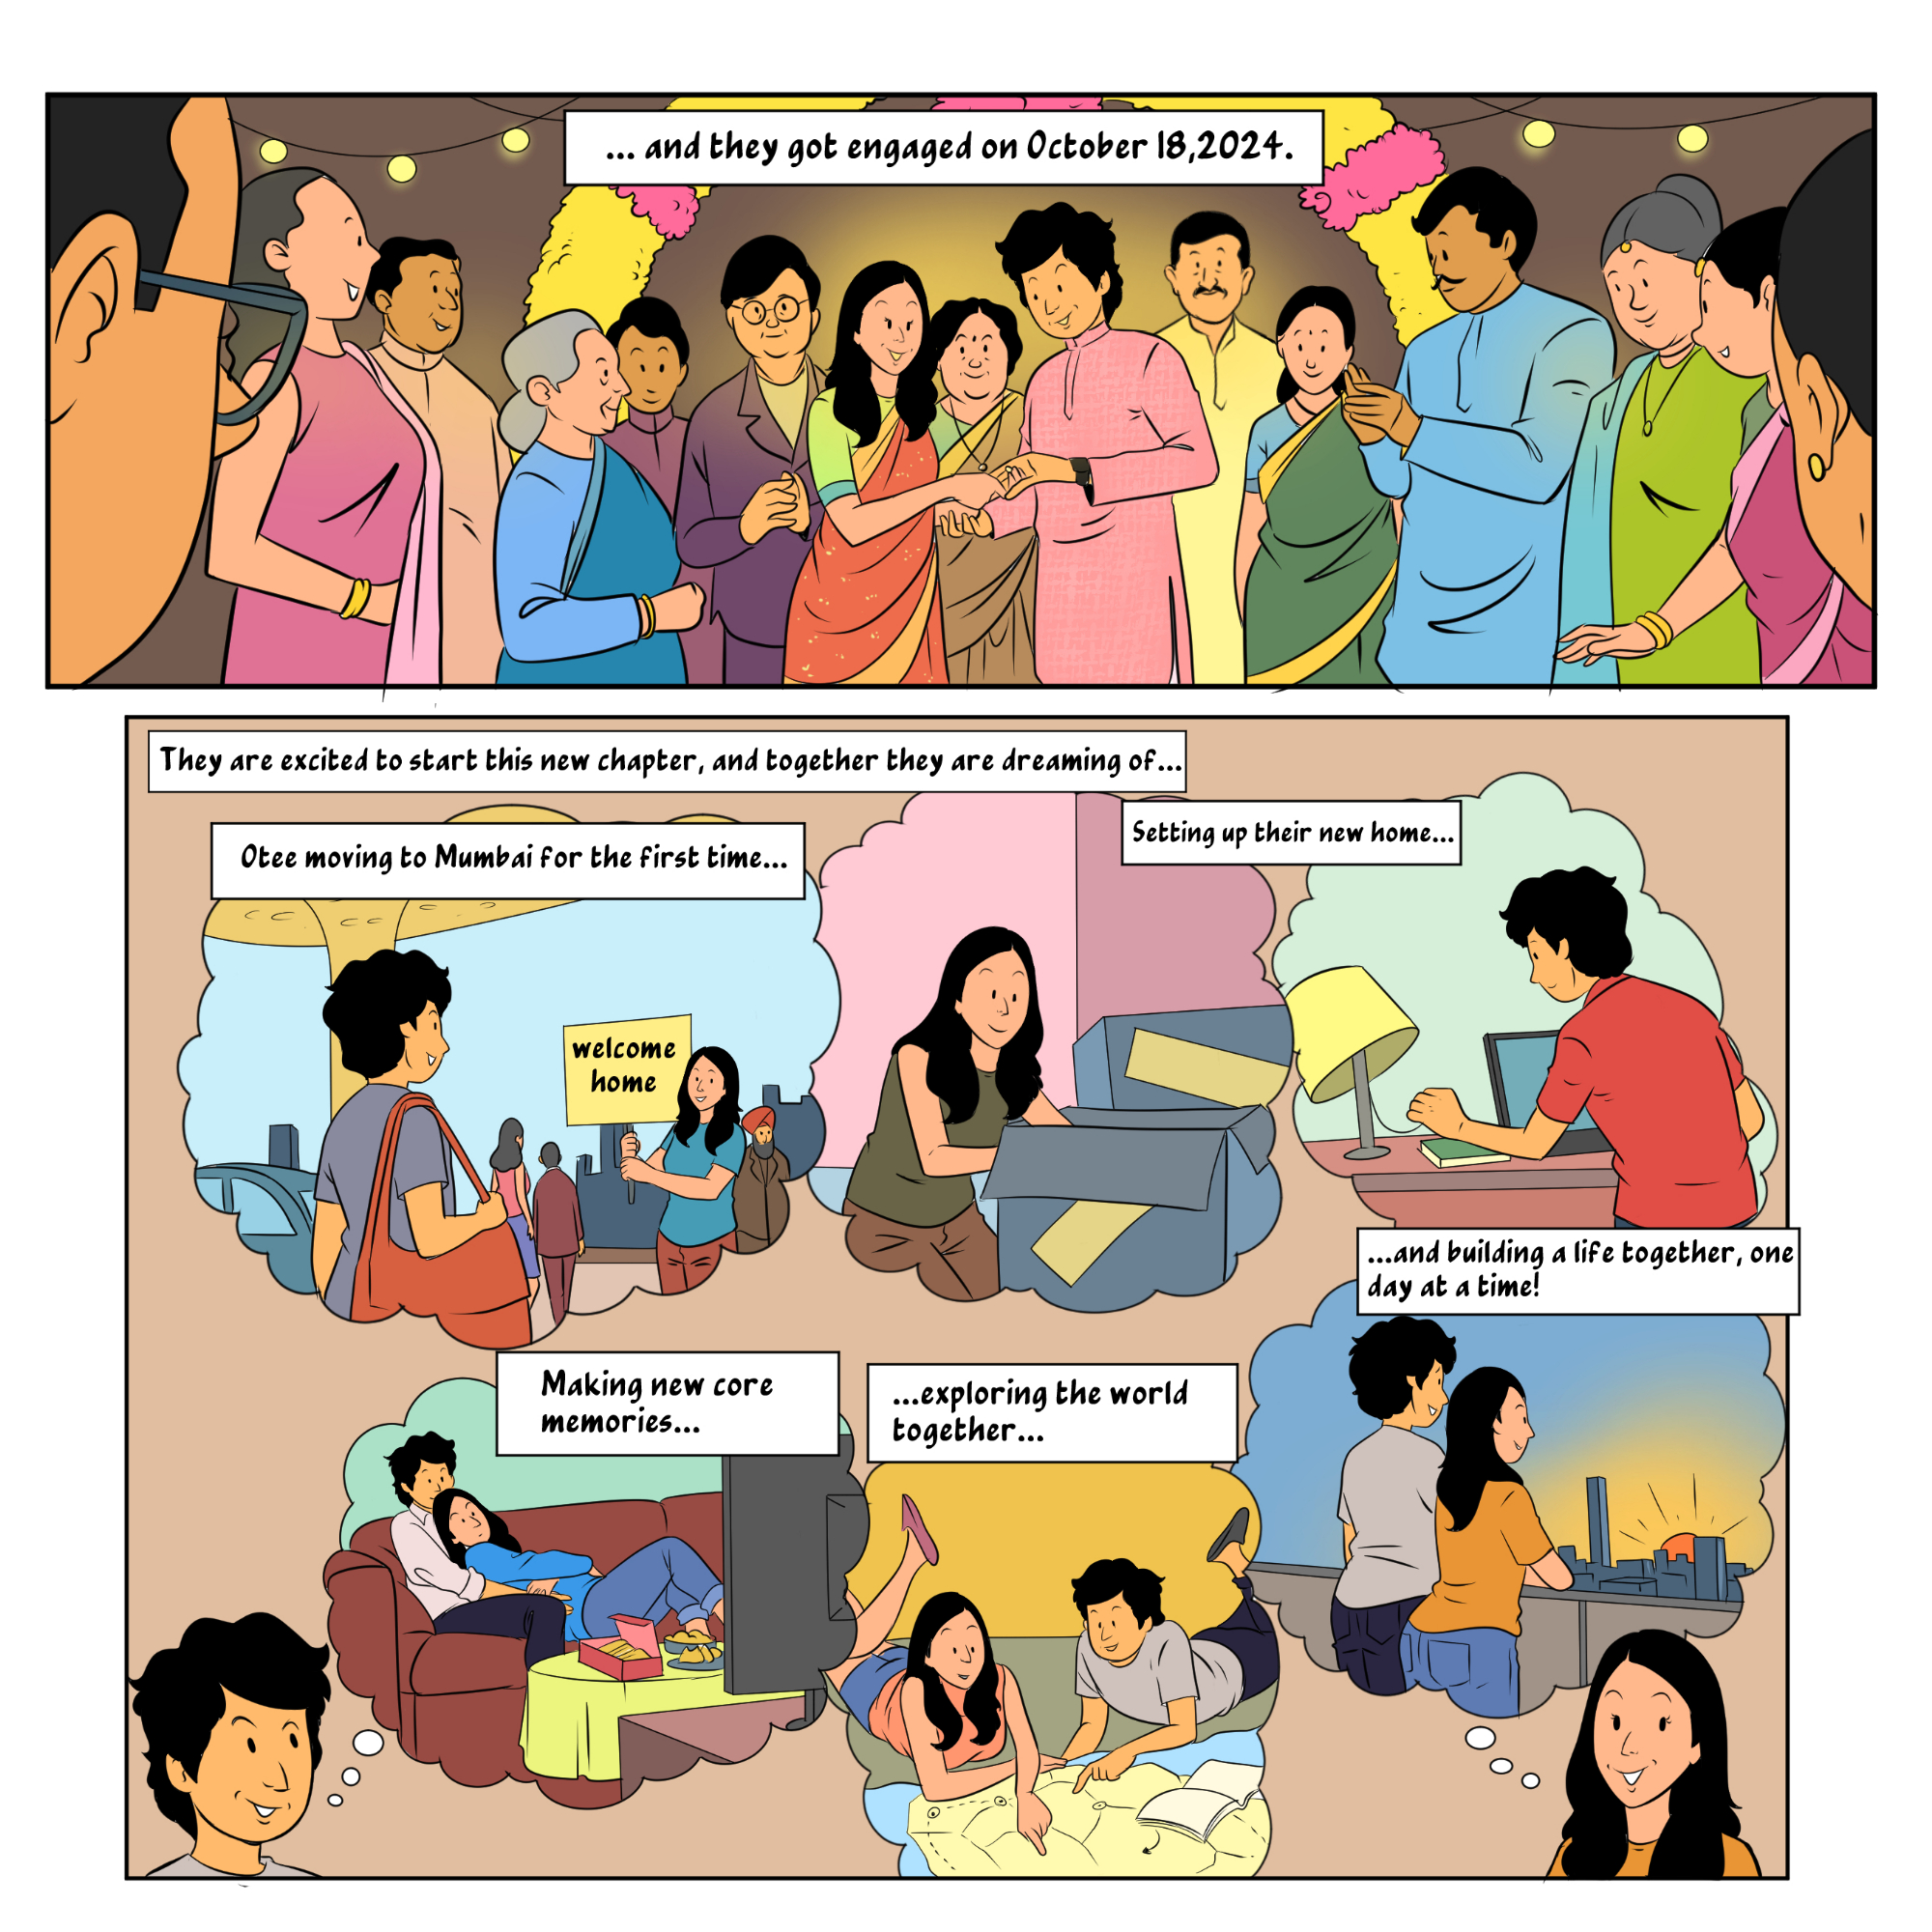 ... and they got engaged on October 18,2024.
They are excited to start this new chapter, and together they are dreaming of...
Otee moving to Mumbai for the first time...
welcome
home
Setting up their new home...
Making new core
memories...
...exploring the world
together...
...and building a life together, one
day at a time!